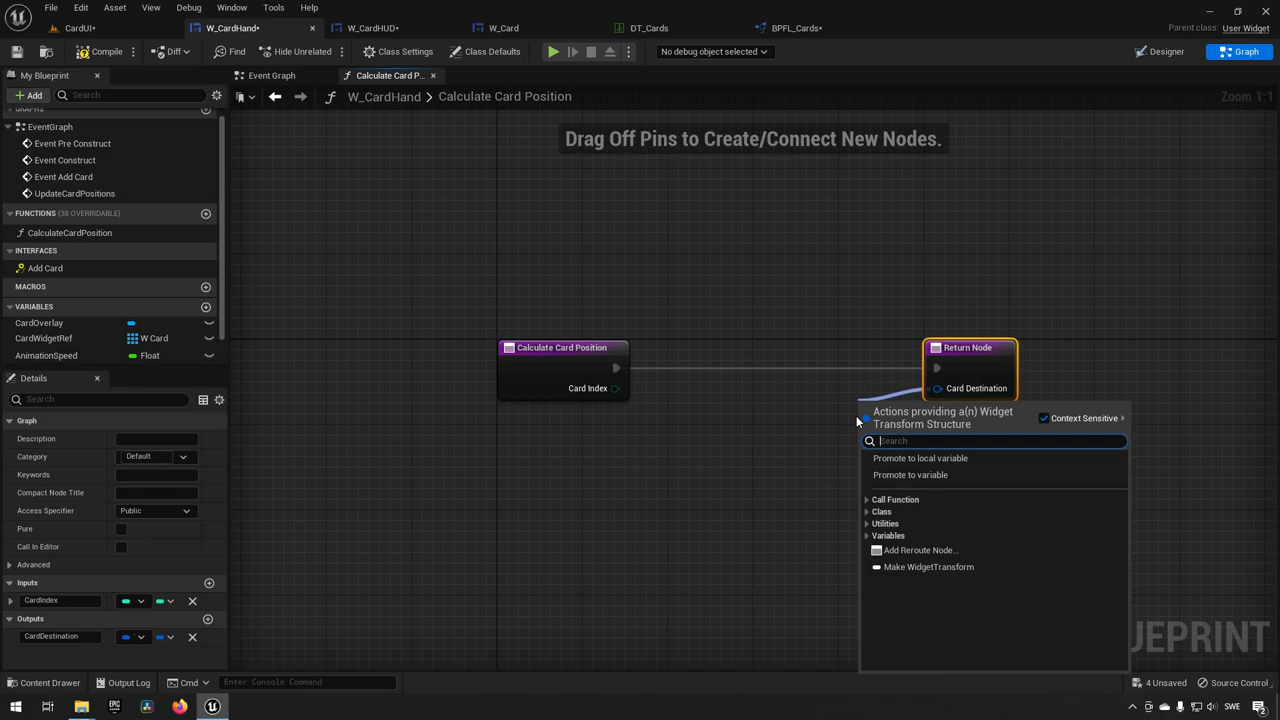 File Edit Asset View Debug Window Tools Help
CardUI* W_CardHand* W_CardHUD* W_Card DT_Cards BPFL_Cards* Parent class: User Widget
Compile Diff Find Hide Unrelated Class Settings Class Defaults No debug object selected Designer Graph
My Blueprint Event Graph Calculate Card P...
Add Search W_CardHand > Calculate Card Position Zoom 1:1
GRAPHS
EventGraph
Event Pre Construct
Event Construct
Event Add Card
UpdateCardPositions
FUNCTIONS (38 OVERRIDABLE)
CalculateCardPosition
INTERFACES
Add Card
MACROS
VARIABLES
CardOverlay
CardWidgetRef W Card
AnimationSpeed Float
Details
Search
Graph
Description
Category Default
Keywords
Compact Node Title
Access Specifier Public
Pure
Call In Editor
Advanced
Inputs
CardIndex
Outputs
CardDestination
Drag Off Pins to Create/Connect New Nodes.
Calculate Card Position
Card Index
Return Node
Card Destination
Actions providing a(n) Widget
Transform Structure
Context Sensitive
Search
Promote to local variable
Promote to variable
Call Function
Class
Utilities
Variables
Add Reroute Node...
Make WidgetTransform
UEPRINT
Content Drawer Output Log Cmd Enter Console Command 4 Unsaved Source Control
EPIC SWE 2